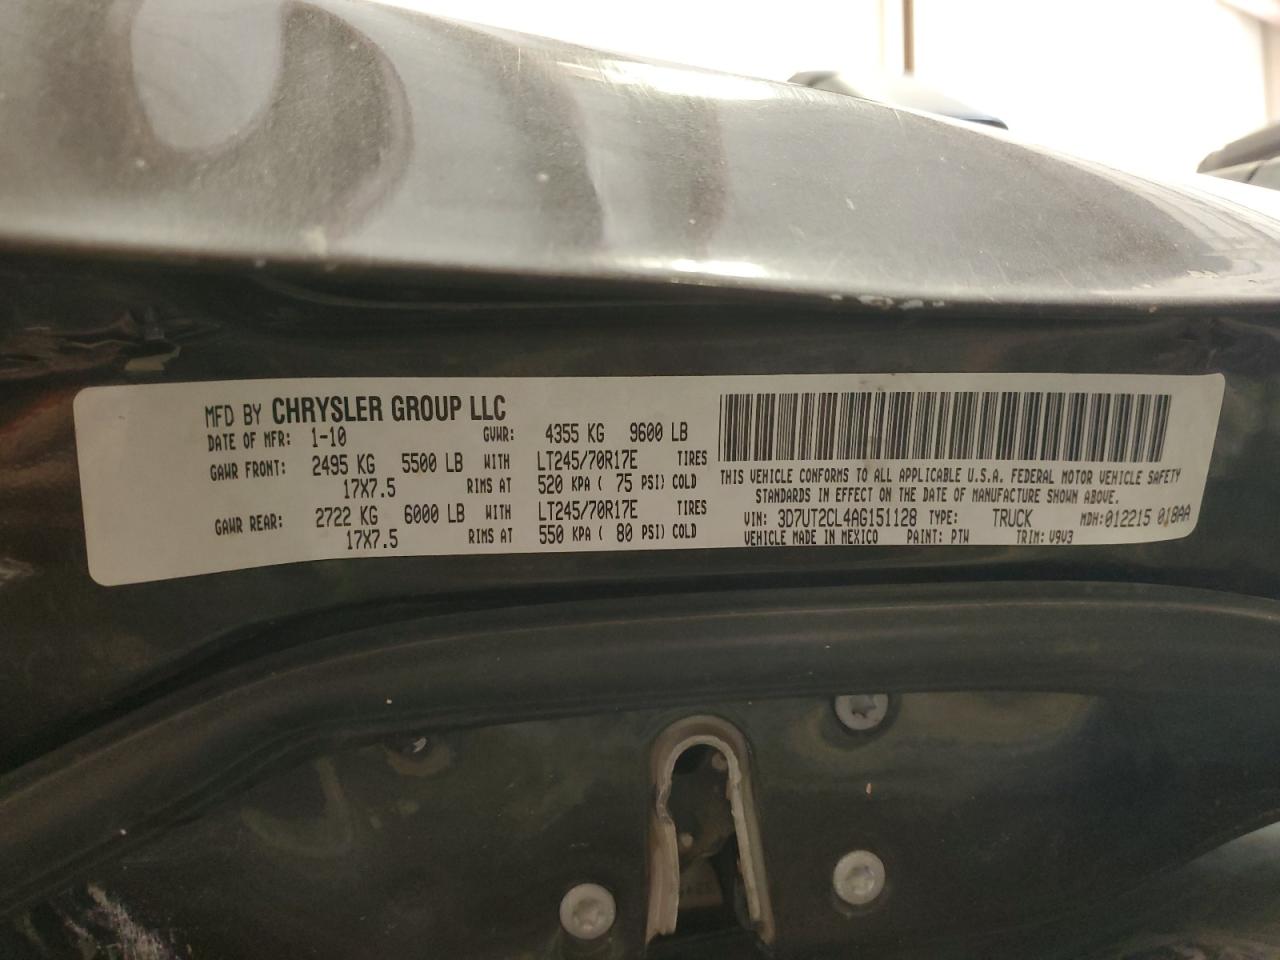 MFD BY CHRYSLER GROUP LLC
DATE OF MFR: 1-10 GVWR: 4355 KG 9600 LB
GAWR FRONT: 2495 KG 5500 LB WITH LT245/70R17E TIRES
17X7.5 RIMS AT 520 KPA ( 75 PSI) COLD
GAWR REAR: 2722 KG 6000 LB WITH LT245/70R17E TIRES
17X7.5 RIMS AT 550 KPA ( 80 PSI) COLD
THIS VEHICLE CONFORMS TO ALL APPLICABLE U.S.A. FEDERAL MOTOR VEHICLE SAFETY
STANDARDS IN EFFECT ON THE DATE OF MANUFACTURE SHOWN ABOVE.
VIN: 3D7UT2CL4AG151128 TYPE: TRUCK MDH:012215 018AA
VEHICLE MADE IN MEXICO PAINT: PTW TRIM: V9V3